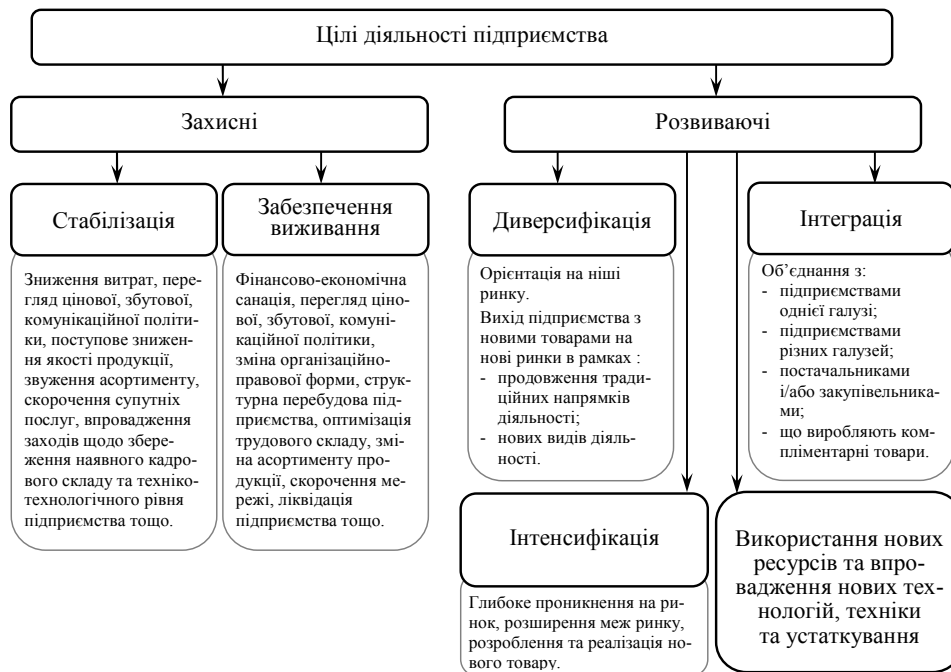 Цілі діяльності підприємства
Захисні
Розвиваючі
Стабілізація
Зниження витрат, пере-
гляд цінової, збутової,
комунікаційної політи-
ки, поступове знижен-
ня якості продукції,
звуження асортименту,
скорочення супутніх
послуг, впровадження
заходів щодо збере-
ження наявного кадро-
вого складу та техніко-
технологічного рівня
підприємства тощо.
Забезпечення
виживання
Фінансово-економічна
санація, перегляд ціно-
вої, збутової, комуні-
каційної політики,
зміна організаційно-
правової форми, струк-
турна перебудова під-
приємства, оптимізація
трудового складу, змі-
на асортименту про-
дукції, скорочення ме-
режі, ліквідація
підприємства тощо.
Диверсифікація
Орієнтація на ніші
ринку.
Вихід підприємства з
новими товарами на
нові ринки в рамках :
- продовження тради-
ційних напрямків
діяльності;
- нових видів діяль-
ності.
Інтеграція
Об’єднання з:
- підприємствами
однієї галузі;
- підприємствами
різних галузей;
- постачальниками
і/або закупівельника-
ми;
- що виробляють ком-
пліментарні товари.
Інтенсифікація
Глибоке проникнення на ри-
нок, розширення меж ринку,
розроблення та реалізація но-
вого товару.
Використання нових
ресурсів та впро-
вадження нових тех-
нологій, техніки
та устаткування